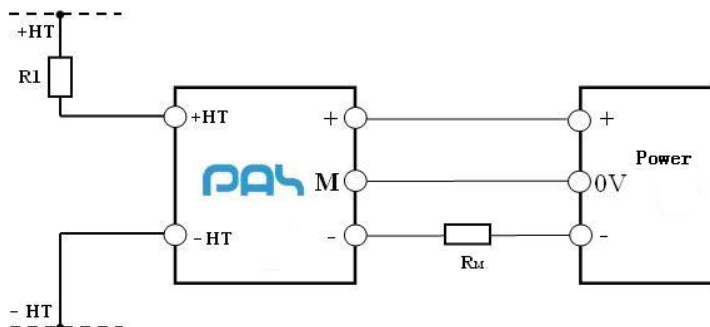 +HT
R1
+HT
+
+
PAS
M
0V
Power
-HT
-
-
RM
- HT